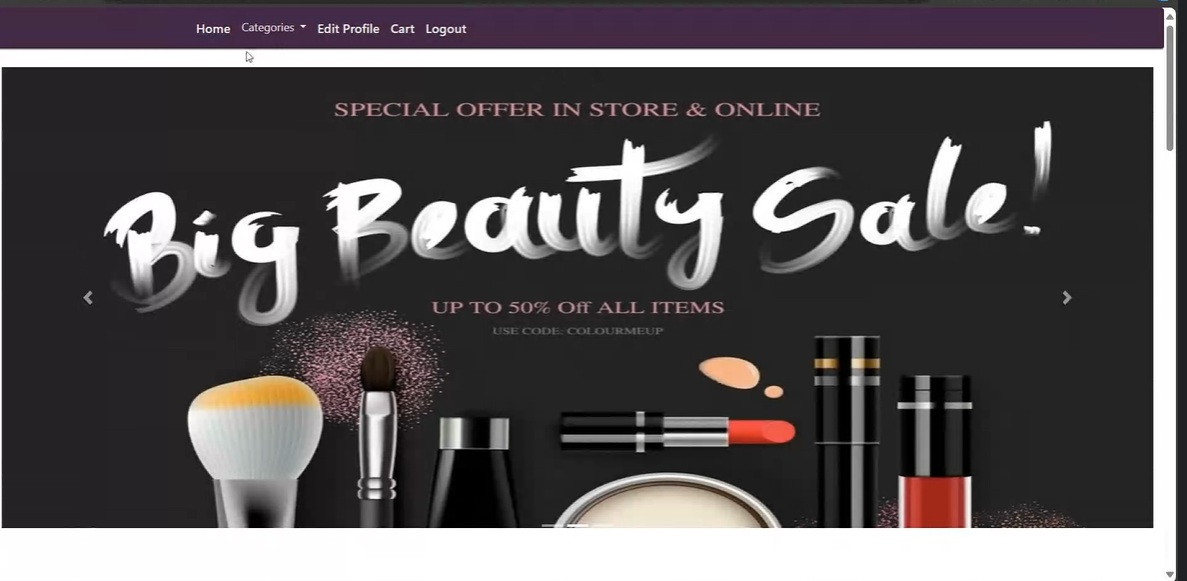 Home Categories Edit Profile Cart Logout
SPECIAL OFFER IN STORE & ONLINE
Big Beauty Sale!
UP TO 50% Off ALL ITEMS
USE CODE: COLOURMEUP